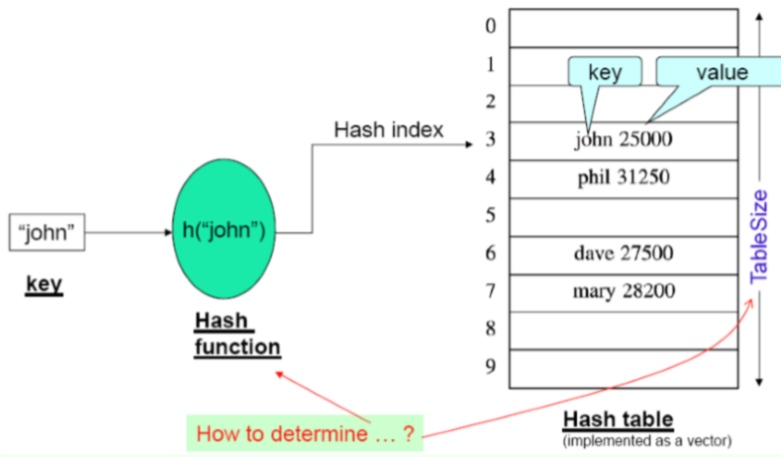 "john"
key
h("john")
Hash
function
Hash index
0
1
key
value
2
3
john 25000
4
phil 31250
5
6
dave 27500
7
mary 28200
8
9
TableSize
Hash table
(implemented as a vector)
How to determine … ?